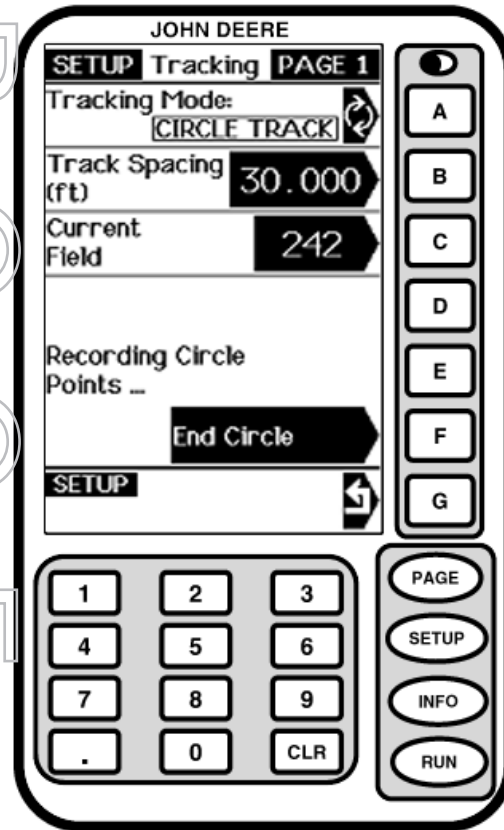 JOHN DEERE
SETUP Tracking PAGE 1
Tracking Mode:
CIRCLE TRACK
Track Spacing
(ft)
30.000
Current
Field
242
Recording Circle
Points ...
End Circle
SETUP
A
B
C
D
E
F
G
1 2 3
4 5 6
7 8 9
. 0 CLR
PAGE
SETUP
INFO
RUN